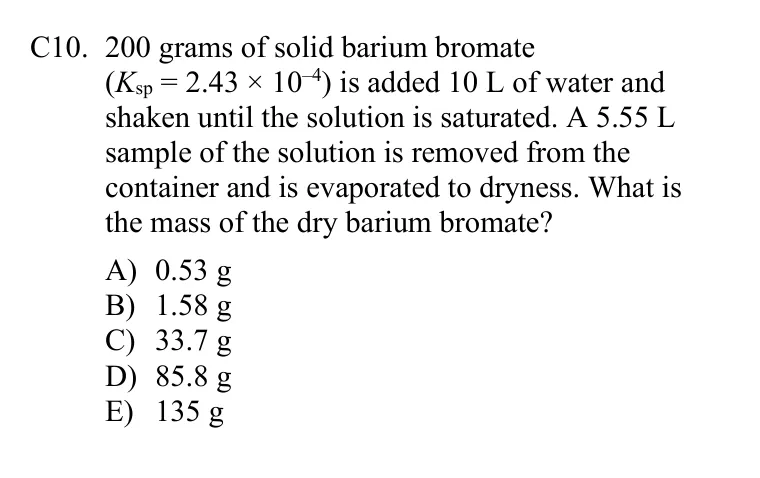 C10. 200 grams of solid barium bromate
(Ksp = 2.43 × 10–4) is added 10 L of water and
shaken until the solution is saturated. A 5.55 L
sample of the solution is removed from the
container and is evaporated to dryness. What is
the mass of the dry barium bromate?
A) 0.53 g
B) 1.58 g
C) 33.7 g
D) 85.8 g
E) 135 g